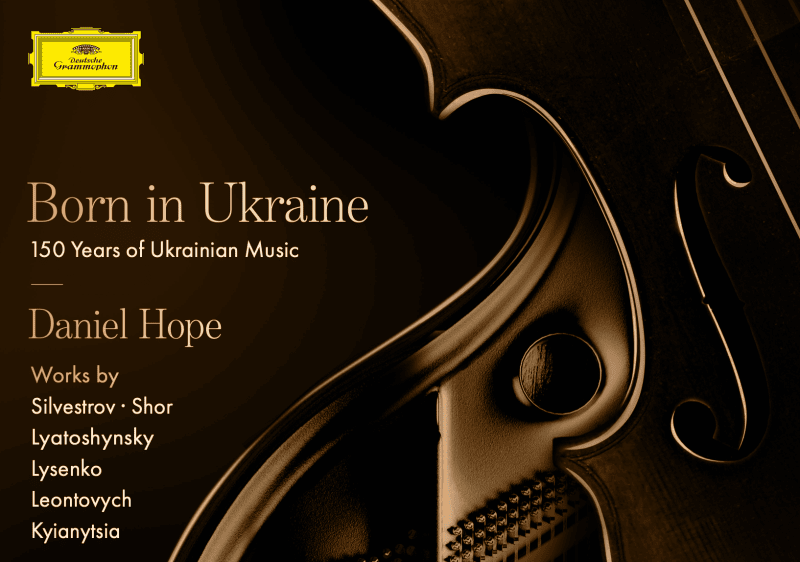 Deutsche
Grammophon
Born in Ukraine
150 Years of Ukrainian Music
Daniel Hope
Works by
Silvestrov · Shor
Lyatoshynsky
Lysenko
Leontovych
Kyianytsia